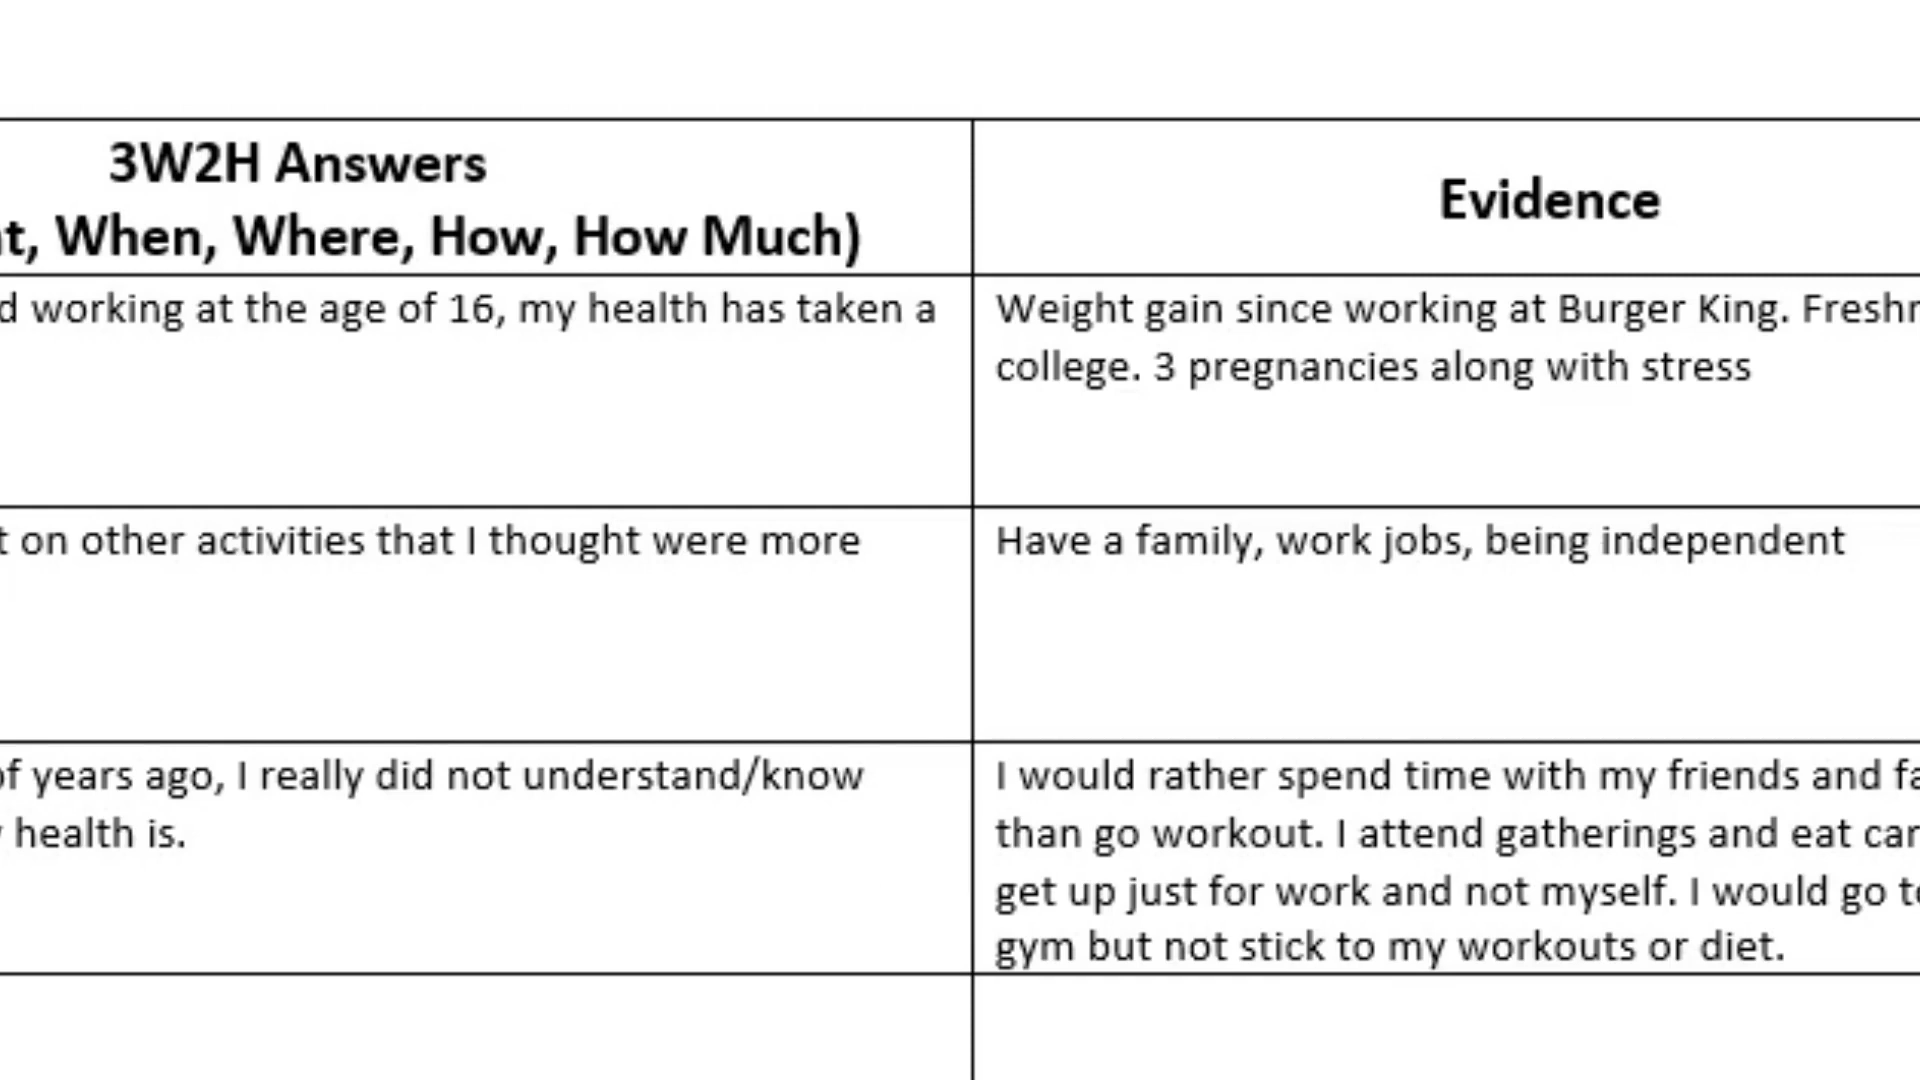 3W2H Answers
When, Where, How, How Much)
Evidence
working at the age of 16, my health has taken a
Weight gain since working at Burger King.
college. 3 pregnancies along with stress
on other activities that I thought were more
Have a family, work jobs, being independent
of years ago, I really did not understand/know
health is.
I would rather spend time with my friends and
than go workout. I attend gatherings and eat
get up just for work and not myself. I would go
gym but not stick to my workouts or diet.